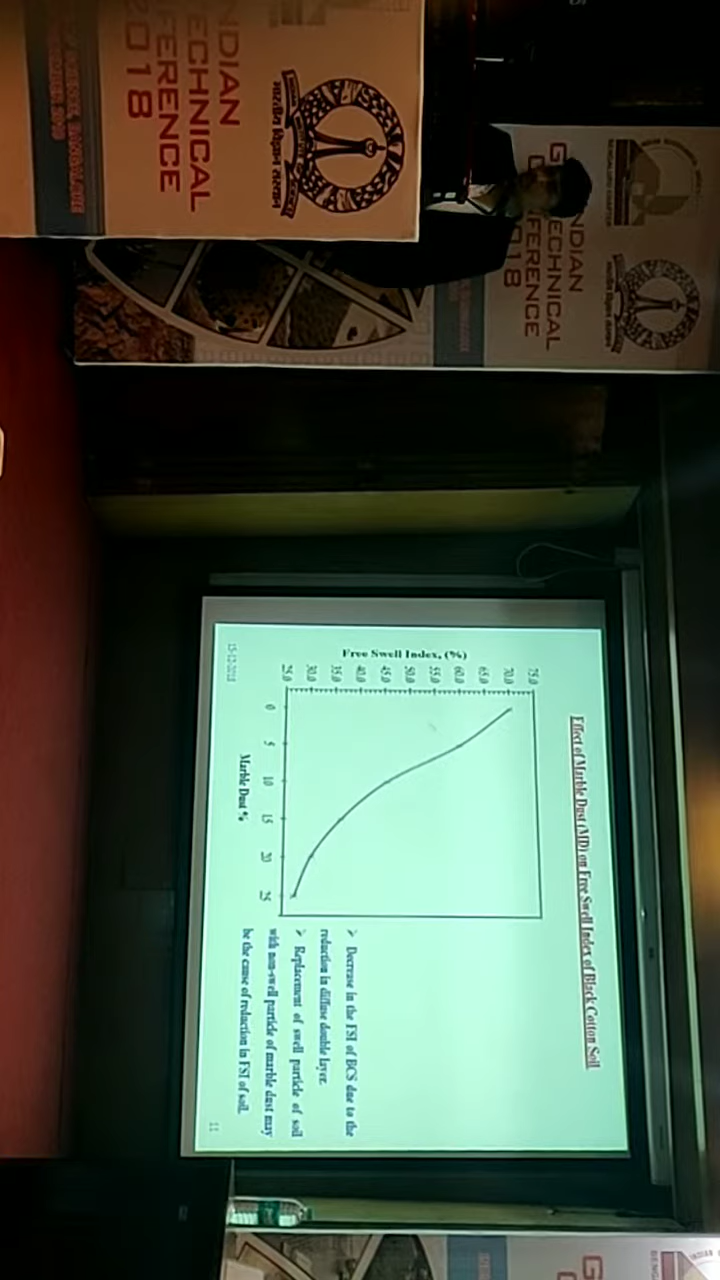 NDIAN
ECHNICAL
FERENCE
2018
भारतीय विज्ञान संस्थान
NDIAN
ECHNICAL
FERENCE
018
Effect of Marble Dust (MD) on Free Swell Index of Black Cotton Soil
75.0
70.0
65.0
60.0
55.0
50.0
45.0
40.0
35.0
30.0
25.0
Free Swell Index, (%)
0 5 10 15 20 25
Marble Dust %
➢ Decrease in the FSI of BCS due to the
reduction in diffuse double layer.
➢ Replacement of swell particle of soil
with non-swell particle of marble dust may
be the cause of reduction in FSI of soil.
15-12-2018
11